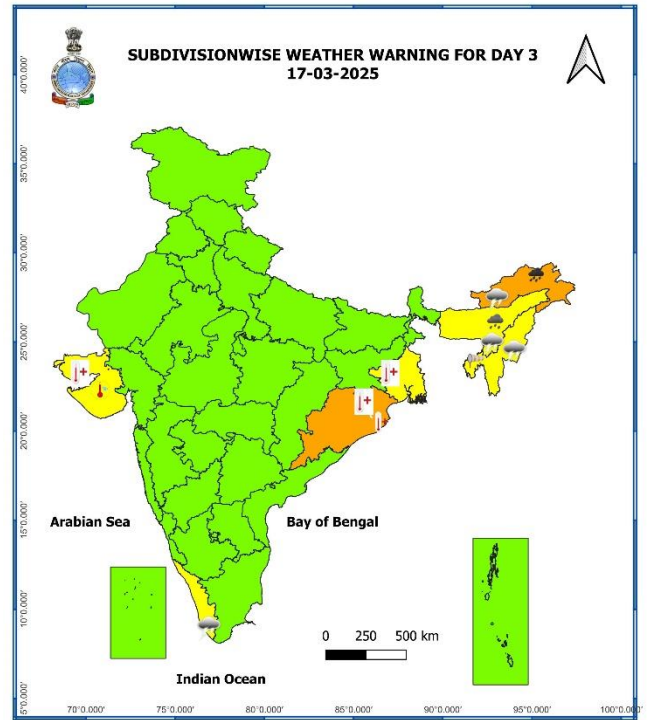 SUBDIVISIONWISE WEATHER WARNING FOR DAY 3
17-03-2025
40°0.000'
35°0.000'
30°0.000'
25°0.000'
20°0.000'
15°0.000'
10°0.000'
5°0.000'
Arabian Sea
Bay of Bengal
0 250 500 km
Indian Ocean
70°0.000' 75°0.000' 80°0.000' 85°0.000' 90°0.000' 95°0.000' 100°0.000'